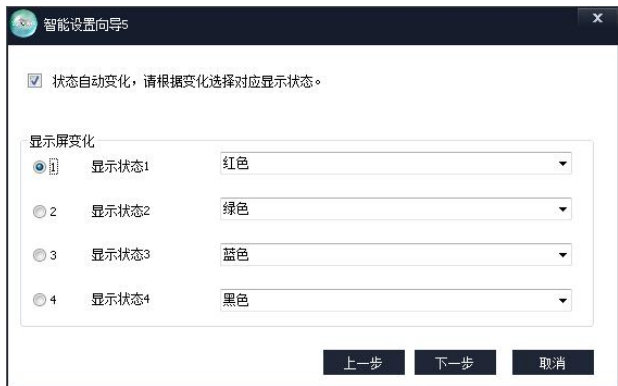 智能设置向导5
X
状态自动变化，请根据变化选择对应显示状态。
显示屏变化
1 显示状态1 红色
2 显示状态2 绿色
3 显示状态3 蓝色
4 显示状态4 黑色
上一步 下一步 取消